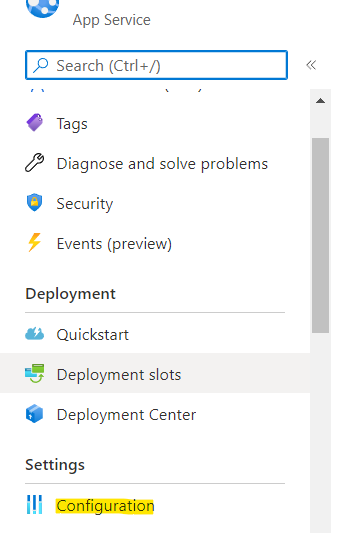 App Service
Search (Ctrl+/)
Tags
Diagnose and solve problems
Security
Events (preview)
Deployment
Quickstart
Deployment slots
Deployment Center
Settings
Configuration